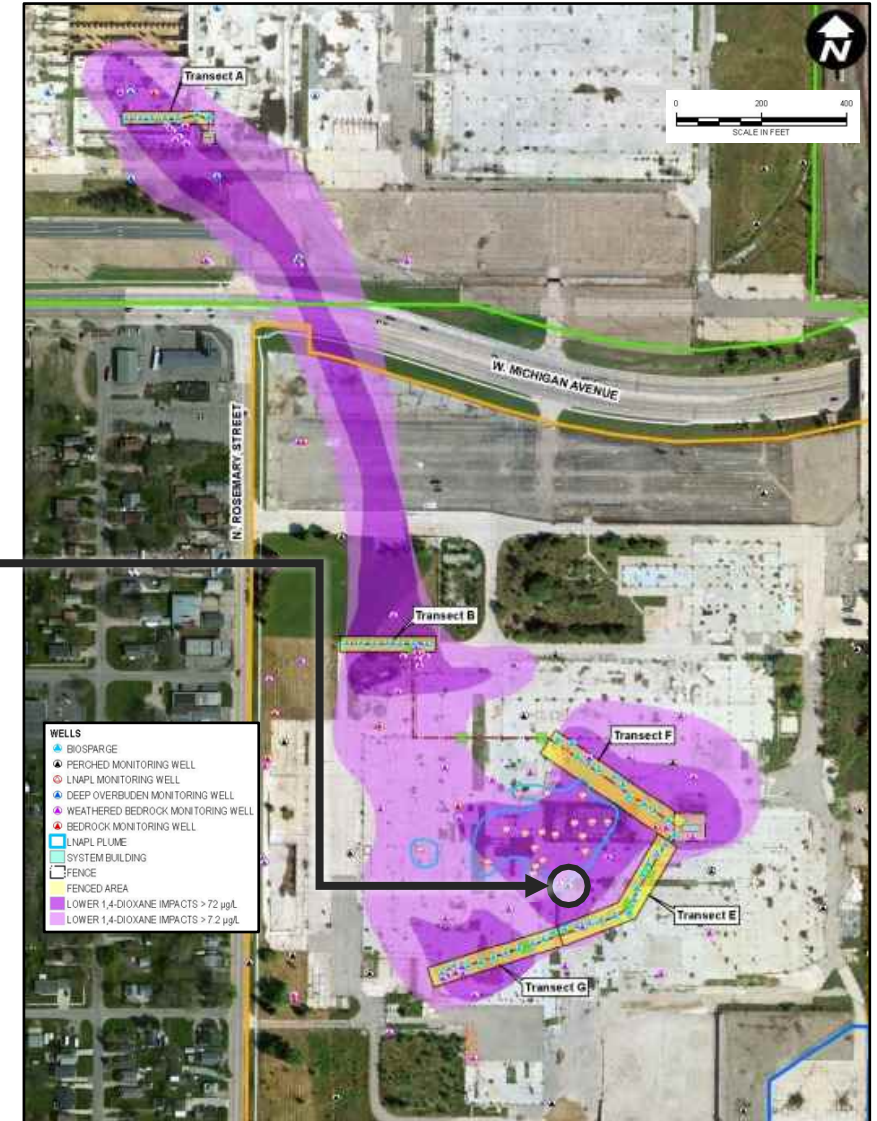 N
0 200 400
SCALE IN FEET
Transect A
W. MICHIGAN AVENUE
N. ROSEMARY STREET
Transect B
Transect F
Transect E
Transect G
WELLS
BIOSPARGE
PERCHED MONITORING WELL
LNAPL MONITORING WELL
DEEP OVERBUDEN MONITORING WELL
WEATHERED BEDROCK MONITORING WELL
BEDROCK MONITORING WELL
LNAPL PLUME
SYSTEM BUILDING
FENCE
FENCED AREA
LOWER 1,4-DIOXANE IMPACTS > 72 µg/L
LOWER 1,4-DIOXANE IMPACTS > 7.2 µg/L